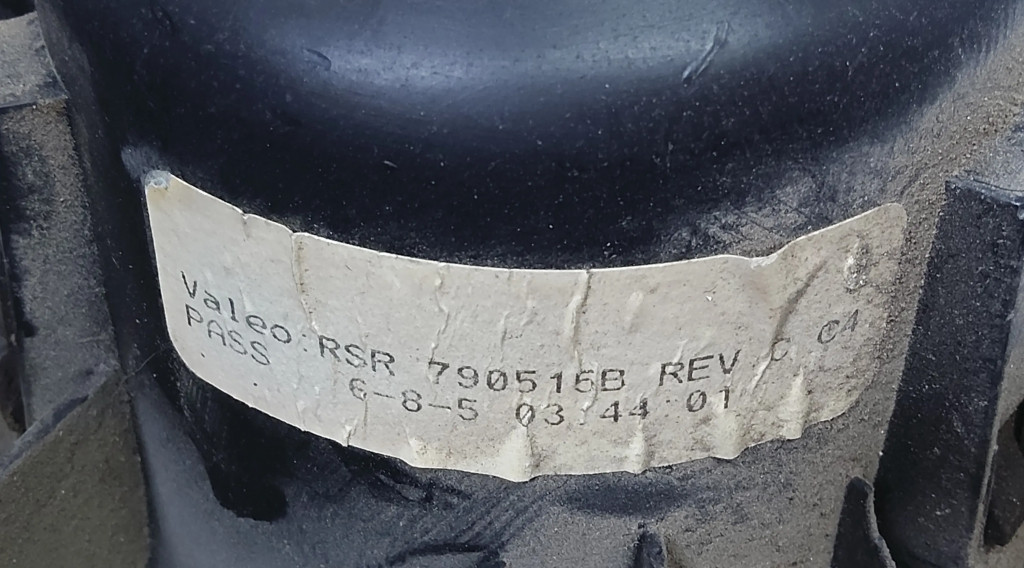 Valeo RSR 790515B REV C C4
PASS 6-8-5 03 44 01